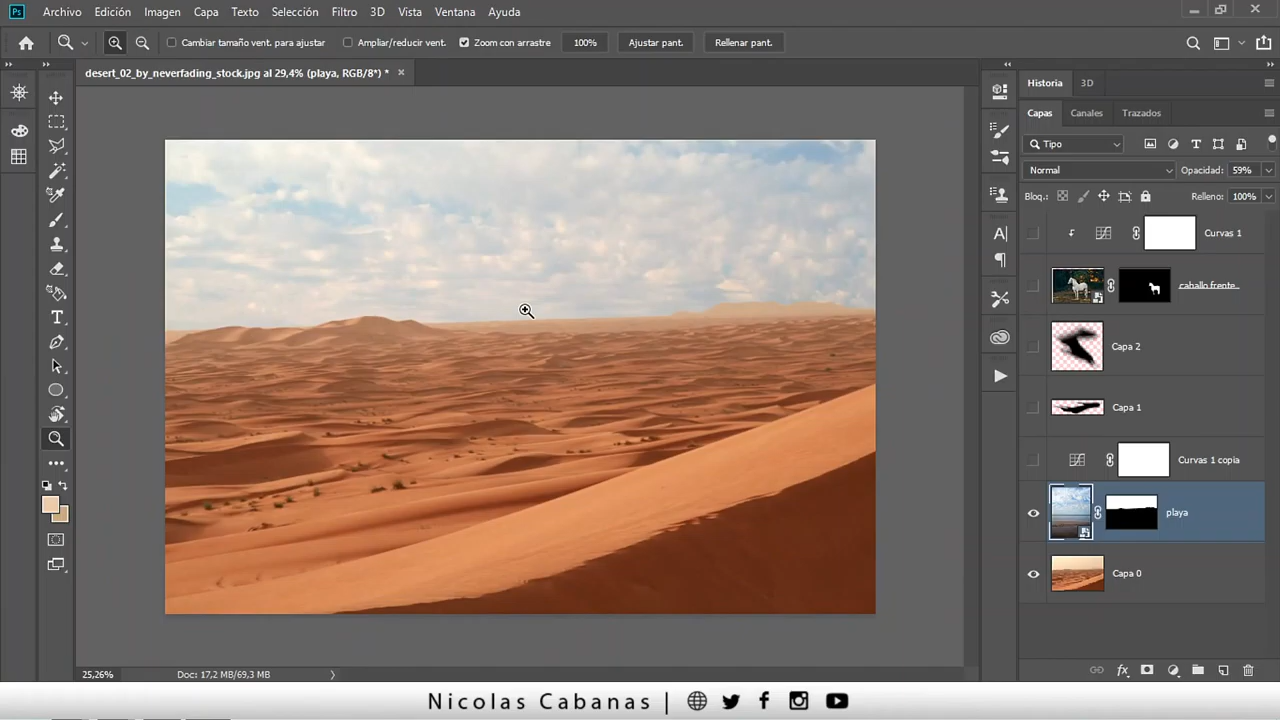 Ps Archivo Edición Imagen Capa Texto Selección Filtro 3D Vista Ventana Ayuda
Cambiar tamaño vent. para ajustar Ampliar/reducir vent. Zoom con arrastre 100% Ajustar pant. Rellenar pant.
desert_02_by_neverfading_stock.jpg al 29,4% (playa, RGB/8*) *
Historia 3D
Capas Canales Trazados
Tipo
Normal Opacidad: 59%
Bloq.: Relleno: 100%
Curvas 1
caballo frente
Capa 2
Capa 1
Curvas 1 copia
playa
Capa 0
25,26% Doc: 17,2 MB/69,3 MB
Nicolas Cabanas |